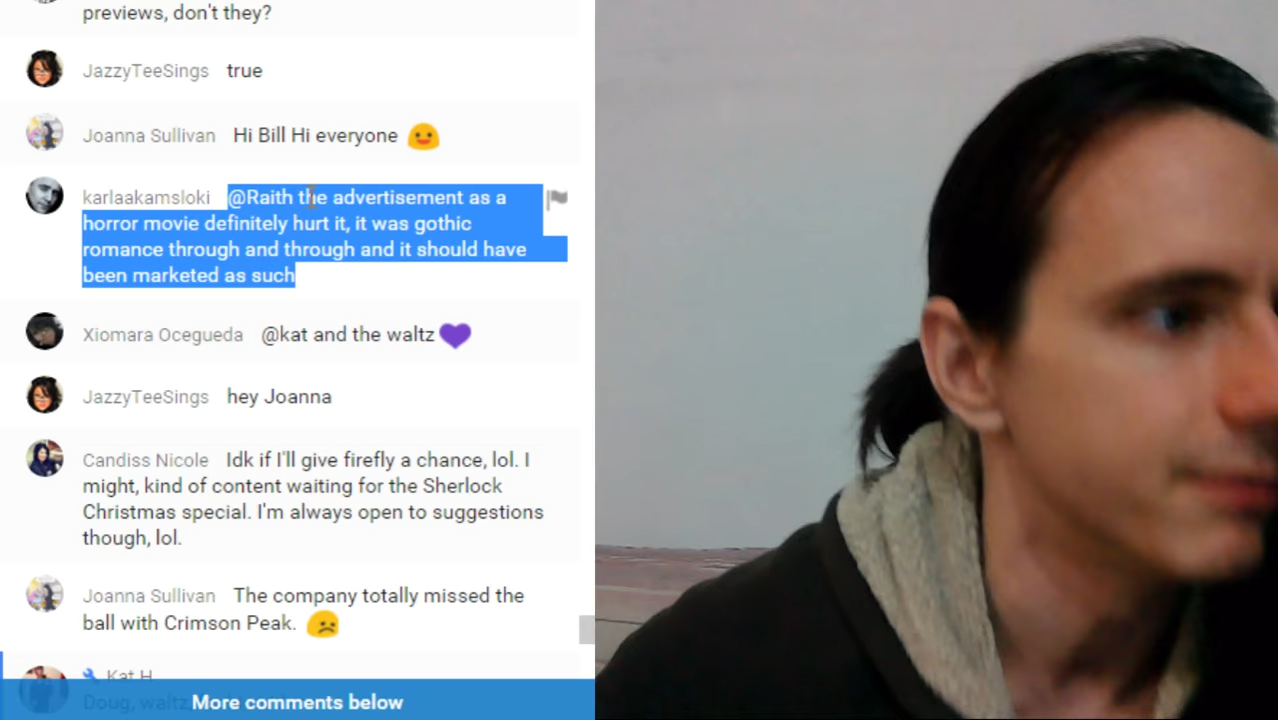 previews, don't they?
JazzyTeeSings true
Joanna Sullivan Hi Bill Hi everyone
karlaakamsloki @Raith the advertisement as a
horror movie definitely hurt it, it was gothic
romance through and through and it should have
been marketed as such
Xiomara Ocegueda @kat and the waltz
JazzyTeeSings hey Joanna
Candiss Nicole Idk if I'll give firefly a chance, lol. I
might, kind of content waiting for the Sherlock
Christmas special. I'm always open to suggestions
though, lol.
Joanna Sullivan The company totally missed the
ball with Crimson Peak.
Kat H
Doug, waltz
More comments below